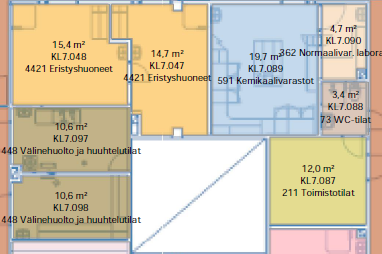 15,4 m²
KL7.048
4421 Eristyshuoneet
14,7 m²
KL7.047
4421 Eristyshuoneet
19,7 m²
KL7.089
591 Kemikaalivarastot
4,7 m²
KL7.090
362 Normaalivar. labora
3,4 m²
KL7.088
73 WC-tilat
10,6 m²
KL7.097
448 Välinehuolto ja huuhtelutilat
10,6 m²
KL7.098
448 Välinehuolto ja huuhtelutilat
12,0 m²
KL7.087
211 Toimistotilat